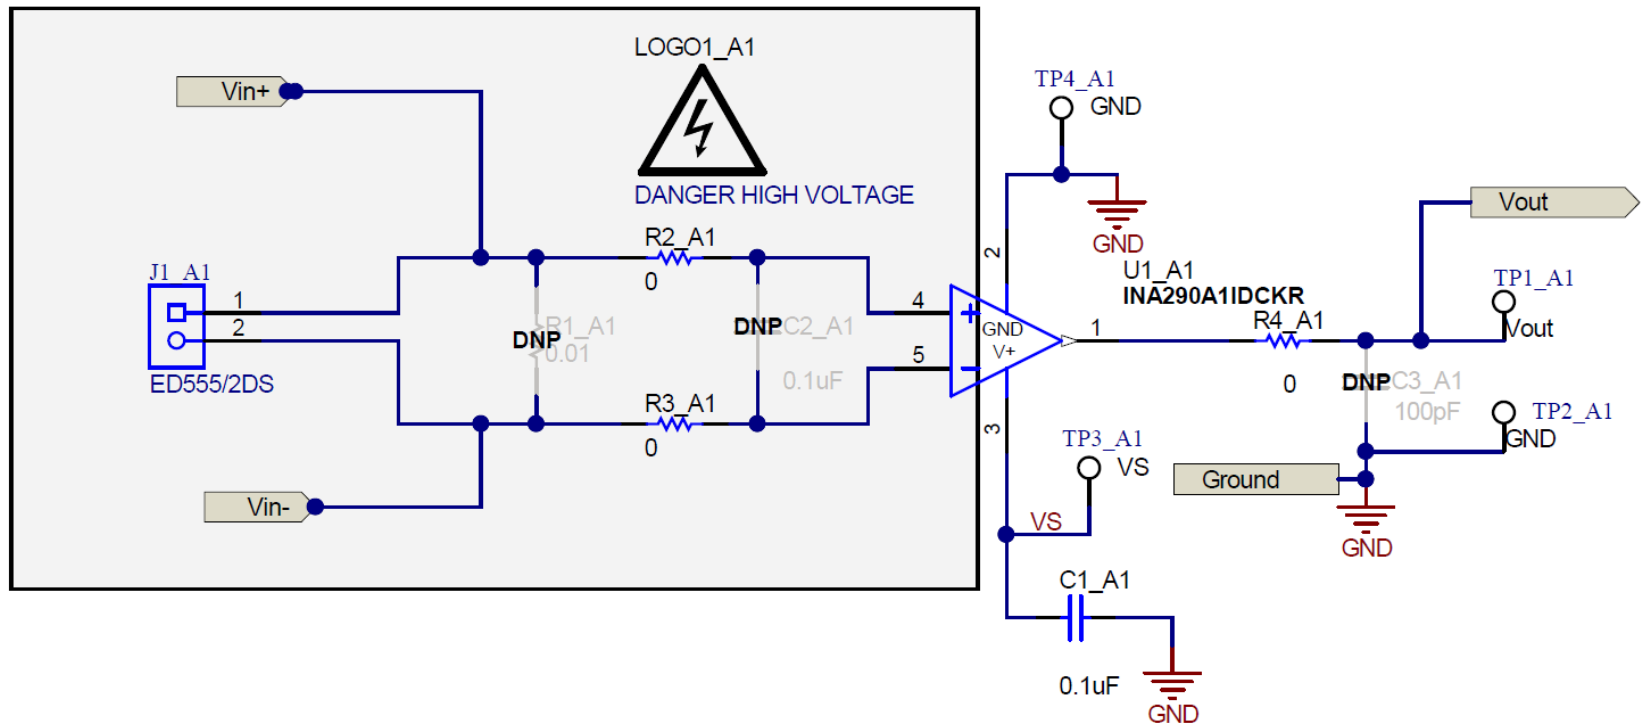 LOGO1_A1
Vin+
DANGER HIGH VOLTAGE
TP4_A1
GND
GND
Vout
J1_A1
1
2
ED555/2DS
R2_A1
0
DNP
R1_A1
0.01
DNP
C2_A1
0.1uF
R3_A1
0
Vin-
4
5
2
GND
V+
3
1
U1_A1
INA290A1IDCKR
R4_A1
0
TP1_A1
Vout
DNP
C3_A1
100pF
TP2_A1
GND
Ground
GND
TP3_A1
VS
VS
C1_A1
0.1uF
GND